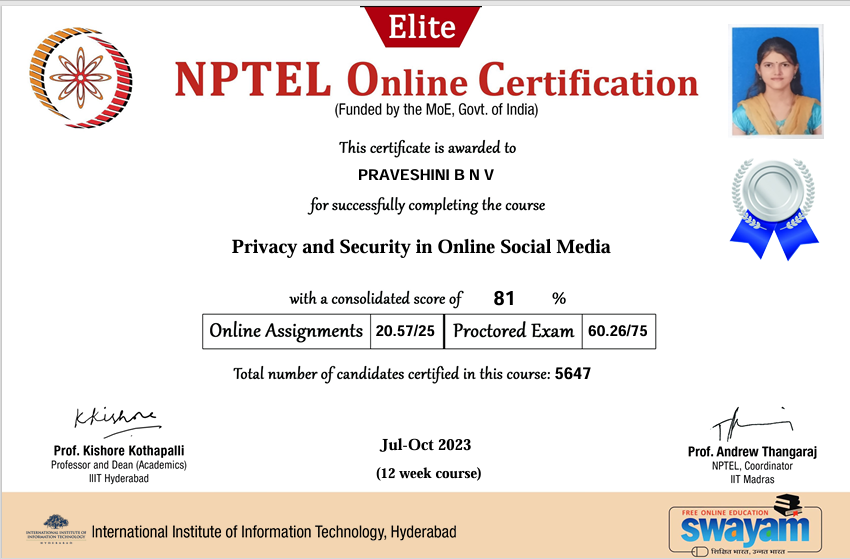 Elite
NPTEL Online Certification
(Funded by the MoE, Govt. of India)
This certificate is awarded to
PRAVESHINI B N V
for successfully completing the course
Privacy and Security in Online Social Media
with a consolidated score of 81 %
Online Assignments 20.57/25 Proctored Exam 60.26/75
Total number of candidates certified in this course: 5647
KKishore
Prof. Kishore Kothapalli
Professor and Dean (Academics)
IIIT Hyderabad
Jul-Oct 2023
(12 week course)
Prof. Andrew Thangaraj
NPTEL, Coordinator
IIT Madras
INTERNATIONAL INSTITUTE OF
INFORMATION TECHNOLOGY
HYDERABAD
International Institute of Information Technology, Hyderabad
FREE ONLINE EDUCATION
swayam
शिक्षित भारत, उन्नत भारत